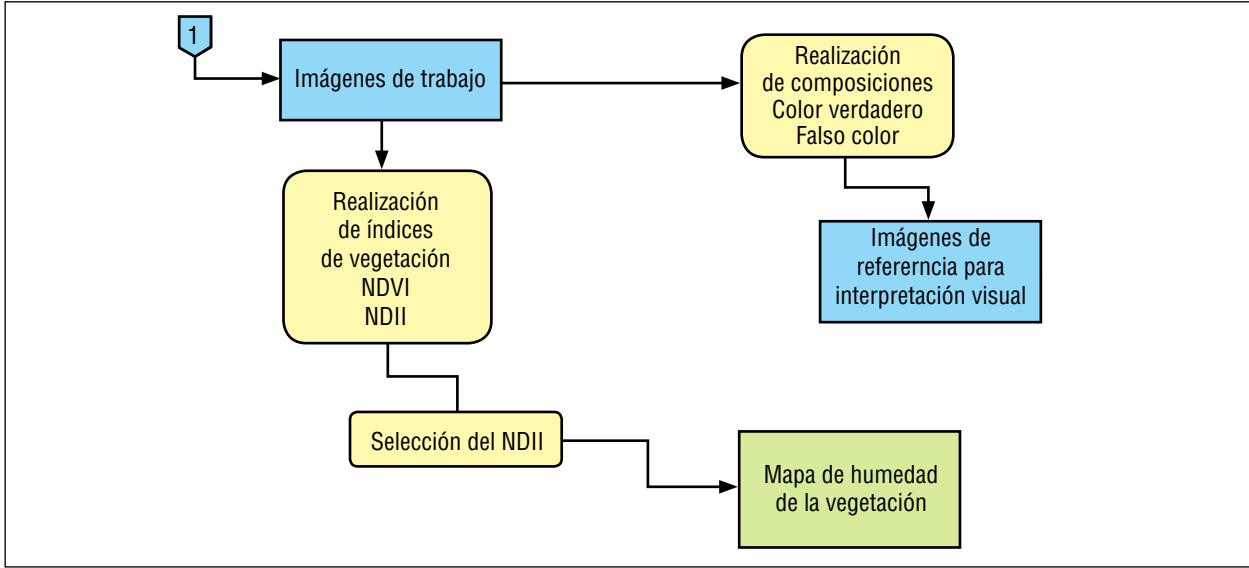 1
Imágenes de trabajo
Realización
de composiciones
Color verdadero
Falso color
Realización
de índices
de vegetación
NDVI
NDII
Imágenes de
refererncia para
interpretación visual
Selección del NDII
Mapa de humedad
de la vegetación